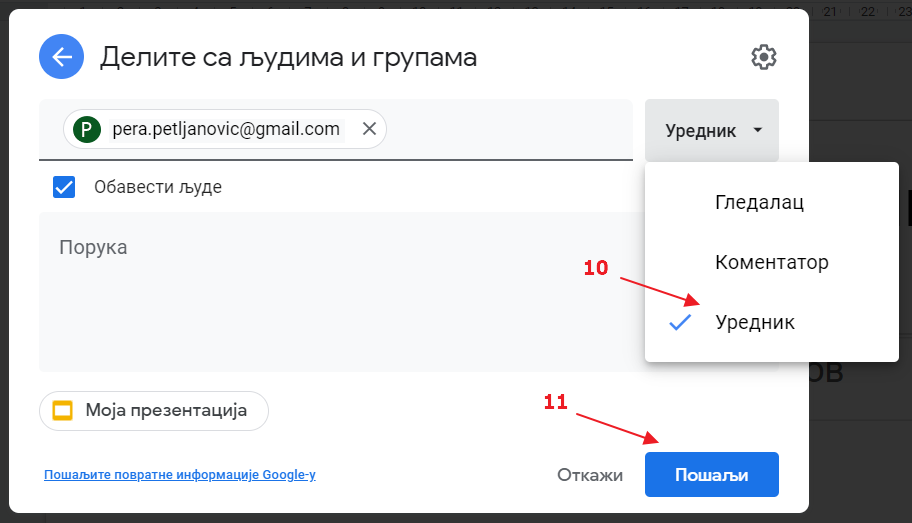 Делите са људима и групама
P pera.petljanovic@gmail.com
Уредник
Обавести људе
Гледалац
Порука
Коментатор
10
Уредник
ов
Моја презентација
11
Пошаљите повратне информације Google-у
Откажи
Пошаљи